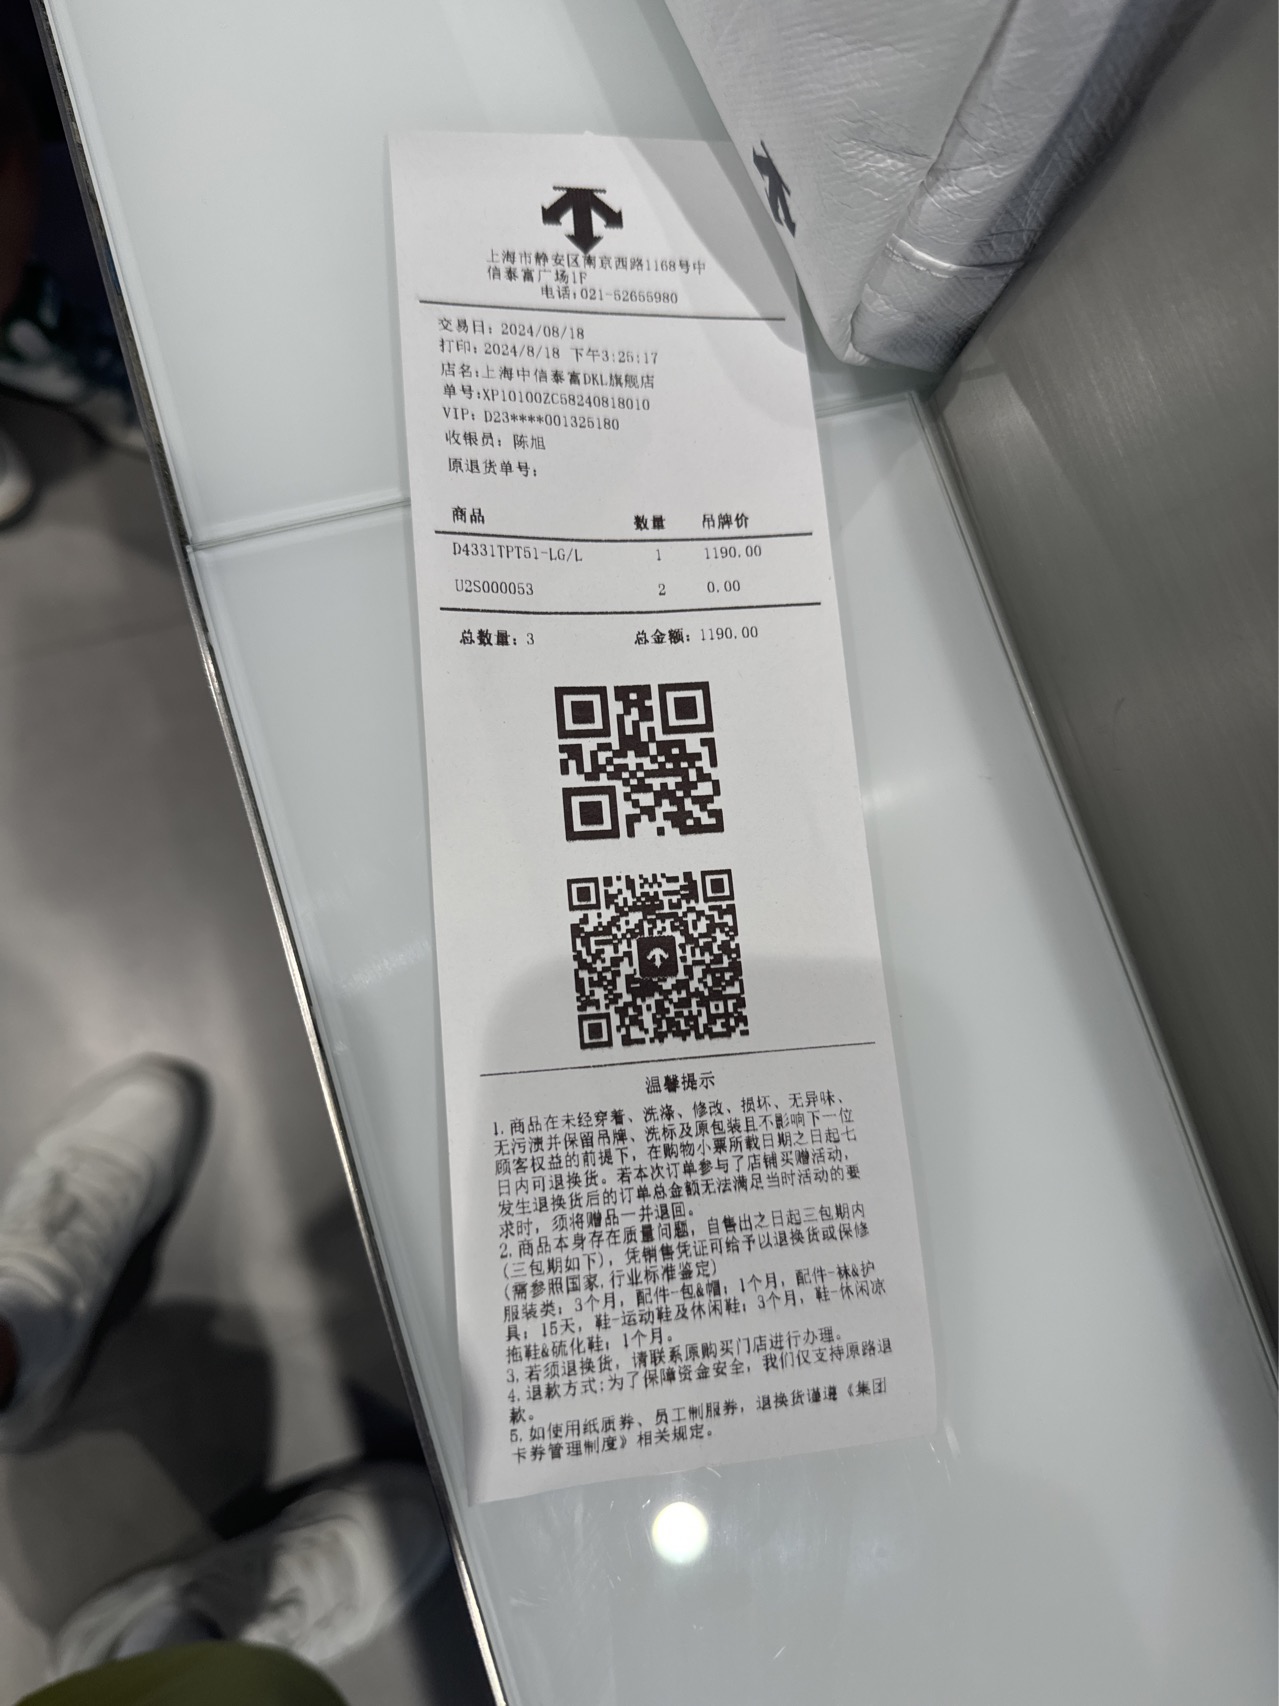 上海市静安区南京西路1168号中
信泰富广场1F
电话:021-52655980
交易日: 2024/08/18
打印: 2024/8/18 下午3:25:17
店名:上海中信泰富DKL旗舰店
单号:XP10100ZC58240818010
VIP: D23****001325180
收银员: 陈旭
原退货单号:
商品 数量 吊牌价
D4331TPT51-LG/L 1 1190.00
U2S000053 2 0.00
总数量: 3 总金额: 1190.00
温馨提示
1.商品在未经穿着、洗涤、修改、损坏、无异味、
无污渍并保留吊牌、洗标及原包装且不影响下一位
顾客权益的前提下, 在购物小票所载日期之日起七
日内可退换货。若本次订单参与了店铺买赠活动,
发生退换货后的订单总金额无法满足当时活动的要
求时, 须将赠品一并退回。
2.商品本身存在质量问题, 自售出之日起三包期内
(三包期如下), 凭销售凭证可给予以退换货或保修
(需参照国家,行业标准鉴定)
服装类: 3个月, 配件-包&帽: 1个月, 配件-袜&护
具: 15天, 鞋-运动鞋及休闲鞋: 3个月, 鞋-休闲凉
拖鞋&硫化鞋: 1个月。
3.若须退换货, 请联系原购买门店进行办理。
4.退款方式:为了保障资金安全, 我们仅支持原路退
款。
5.如使用纸质券、员工制服券, 退换货谨遵《集团
卡券管理制度》相关规定。